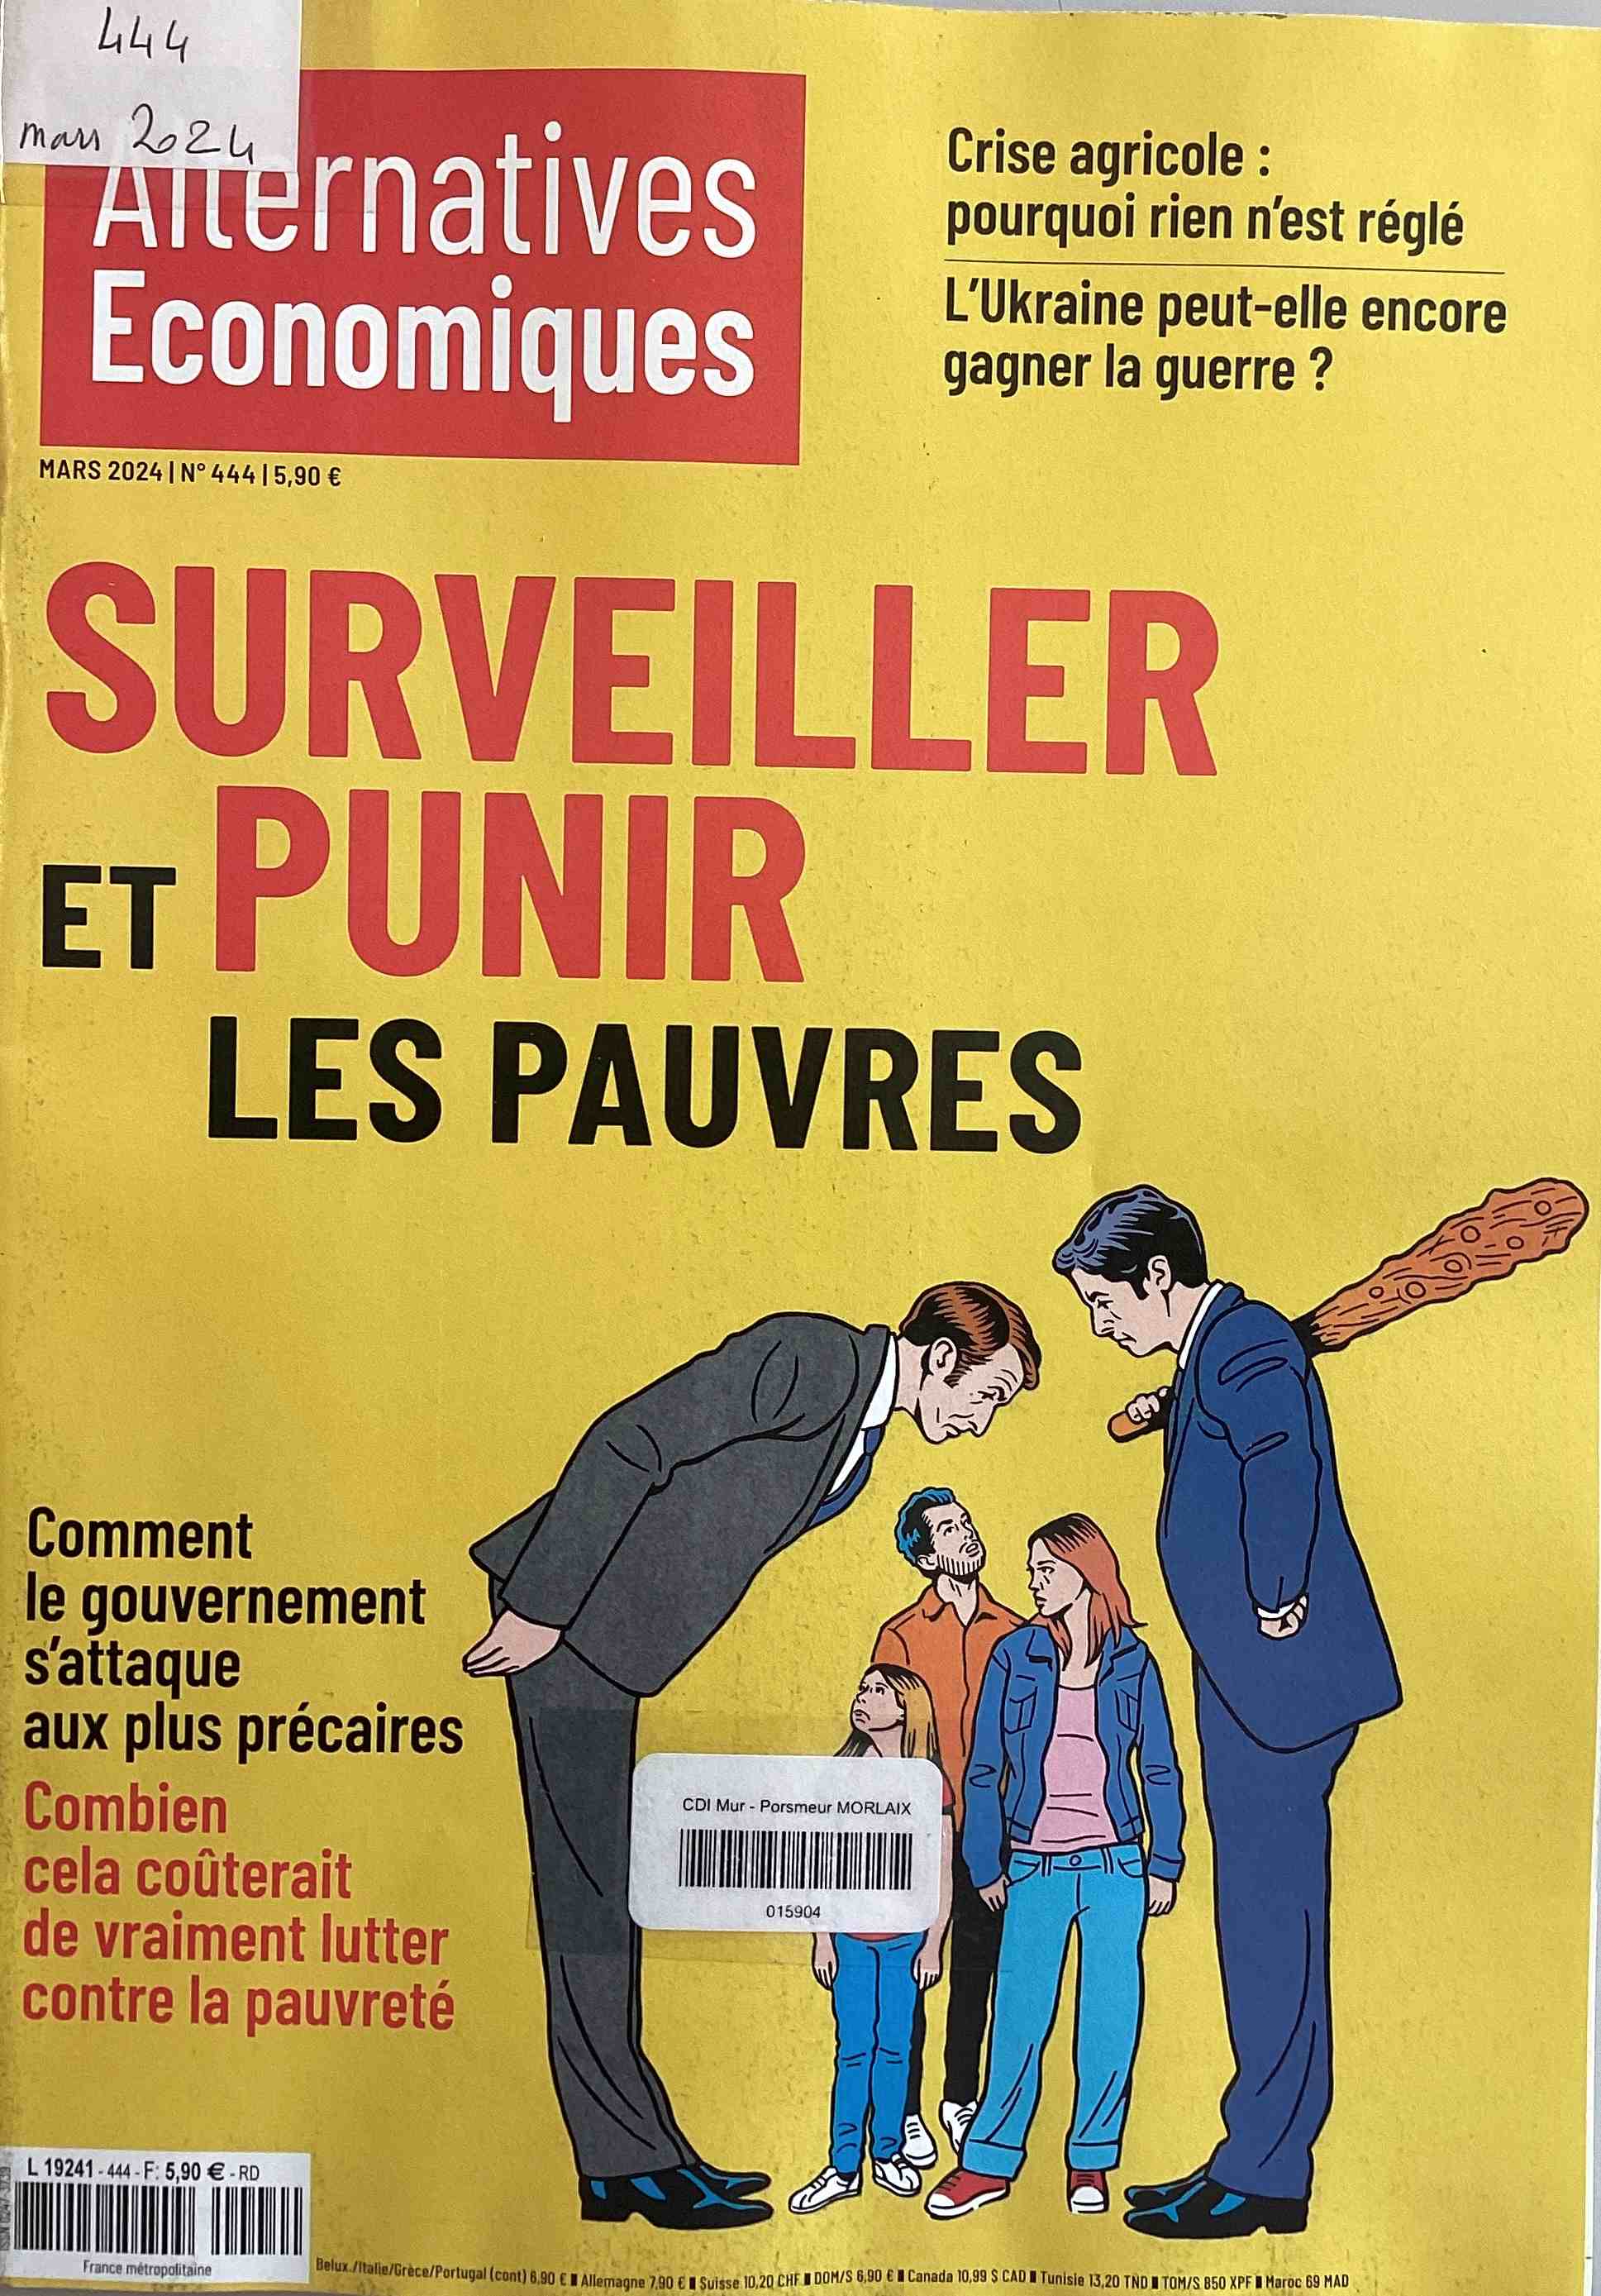 444
mars 2024
Alternatives
Economiques
MARS 2024 | N° 444 | 5,90 €
Crise agricole :
pourquoi rien n'est réglé
L'Ukraine peut-elle encore
gagner la guerre ?
SURVEILLER
ET PUNIR
LES PAUVRES
Comment
le gouvernement
s'attaque
aux plus précaires
Combien
cela coûterait
de vraiment lutter
contre la pauvreté
CDI Mur - Porsmeur MORLAIX
015904
L 19241 - 444 - F: 5,90 € - RD
France métropolitaine
Belux./Italie/Grèce/Portugal (cont) 6,90 € ∎ Allemagne 7,90 € ∎ Suisse 10,20 CHF ∎ DOM/S 6,90 € ∎ Canada 10,99 $ CAD ∎ Tunisie 13,20 TND ∎ TOM/S 850 XPF ∎ Maroc 69 MAD